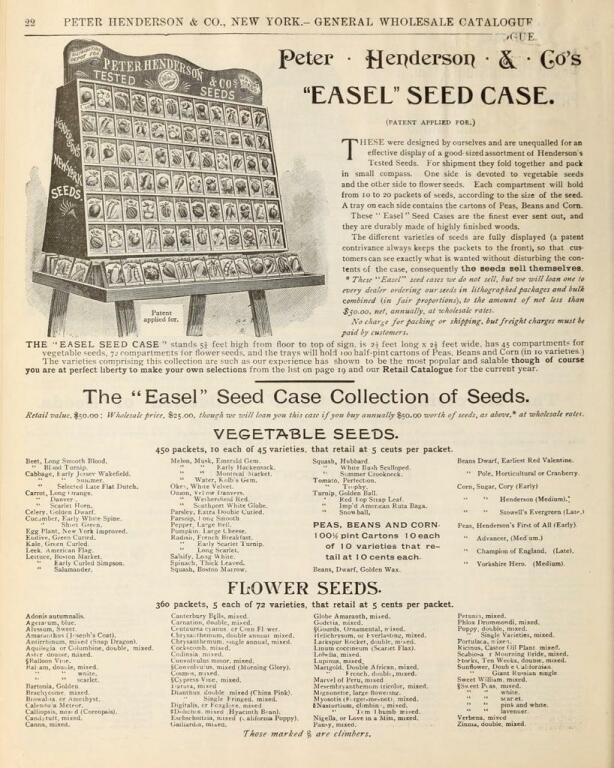 22 PETER HENDERSON & CO., NEW YORK.— GENERAL WHOLESALE CATALOGUE
OGUE
Peter · Henderson · & · Co's
"EASEL" SEED CASE.
(PATENT APPLIED FOR.)
PETER HENDERSON & CO'S
TESTED SEEDS
SEEDS
Patent
applied for.
THESE were designed by ourselves and are unequalled for an
effective display of a good-sized assortment of Henderson's
Tested Seeds. For shipment they fold together and pack
in small compass. One side is devoted to vegetable seeds
and the other side to flower seeds. Each compartment will hold
from 10 to 20 packets of seeds, according to the size of the seed.
A tray on each side contains the cartons of Peas, Beans and Corn.
These "Easel" Seed Cases are the finest ever sent out, and
they are durably made of highly finished woods.
The different varieties of seeds are fully displayed (a patent
contrivance always keeps the packets to the front), so that cus-
tomers can see exactly what is wanted without disturbing the con-
tents of the case, consequently the seeds sell themselves.
* These "Easel" seed cases we do not sell, but we will loan one to
every dealer ordering our seeds in lithographed packages and bulk
combined (in fair proportions), to the amount of not less than
$50.00, net, annually, at wholesale rates.
No charge for packing or shipping, but freight charges must be
paid by customers.
THE "EASEL SEED CASE" stands 5½ feet high from floor to top of sign, is 2½ feet long x 2½ feet wide, has 45 compartments for
vegetable seeds, 72 compartments for flower seeds, and the trays will hold 100 half-pint cartons of Peas, Beans and Corn (in 10 varieties.)
The varieties comprising this collection are such as our experience has shown to be the most popular and salable though of course
you are at perfect liberty to make your own selections from the list on page 19 and our Retail Catalogue for the current year.
The "Easel" Seed Case Collection of Seeds.
Retail value, $50.00; Wholesale price, $25.00, though we will loan you this case if you buy annually $50.00 worth of seeds, as above,* at wholesale rates.
VEGETABLE SEEDS.
450 packets, 10 each of 45 varieties, that retail at 5 cents per packet.
Beet, Long Smooth Blood.
" Blood Turnip.
Cabbage, Early Jersey Wakefield.
" " Summer.
" Selected Late Flat Dutch.
Carrot, Long Orange.
" Danver.
" Scarlet Horn.
Celery, Golden Dwarf.
Cucumber, Early White Spine.
" Short Green.
Egg Plant, New York Improved.
Endive, Green Curled.
Kale, Green Curled.
Leek, American Flag.
Lettuce, Boston Market.
" Early Curled Simpson.
" Salamander.
Melon, Musk, Emerald Gem.
" " Early Hackensack.
" " Montreal Market.
" Water, Kolb's Gem.
Okra, White Velvet.
Onion, Yellow Danvers.
" Wethersfield Red.
" Southport White Globe.
Parsley, Extra Double Curled.
Parsnip, Long Smooth
Pepper, Large Bell.
Pumpkin, Large Cheese.
Radish, French Breakfast.
" Early Scarlet Turnip.
" Long Scarlet.
Salsify, Long White.
Spinach, Thick Leaved.
Squash, Boston Marrow.
Squash, Hubbard.
" White Bush Scalloped.
" Summer Crookneck.
Tomato, Perfection.
" Trophy.
Turnip, Golden Ball.
" Red Top Strap Leaf.
" Imp'd American Ruta Baga.
" Snowball.
PEAS, BEANS AND CORN.
100½ pint Cartons 10 each
of 10 varieties that re-
tail at 10 cents each.
Beans, Dwarf, Golden Wax.
Beans Dwarf, Earliest Red Valentine.
" Pole, Horticultural or Cranberry.
Corn, Sugar, Cory (Early)
" " Henderson (Medium).
" " Stowell's Evergreen (Late.)
Peas, Henderson's First of All (Early).
" Advancer, (Medium.)
" Champion of England, (Late).
" Yorkshire Hero. (Medium).
FLOWER SEEDS.
360 packets, 5 each of 72 varieties, that retail at 5 cents per packet.
Adonis autumnalis.
Ageratum, blue.
Alyssum, Sweet.
Amaranthus (Joseph's Coat).
Antirrhinum, mixed (Snap Dragon).
Aquilegia or Columbine, double, mixed.
Aster, double, mixed.
§Balloon Vine.
Balsam, double, mixed.
" " white.
" " scarlet.
Bartonia, Golden
Brachycome, mixed.
Browallia, mixed.
Calendula Meteor.
Calliopsis, mixed (Coreopsis).
Candytuft, mixed.
Canna, mixed.
Canterbury Bells, mixed.
Carnation, double, mixed.
Centaurea cyanus or Corn Flower.
Chrysanthemum, double annual mixed.
Chrysanthemum, single annual, mixed.
Cockscomb, mixed.
Collinsia, mixed.
Convolvulus minor, mixed.
§Convolvulus, mixed (Morning Glory).
Cosmos, mixed.
§Cypress Vine, mixed.
Datura, mixed
Dianthus, double mixed (China Pink).
" Single Fringed, mixed.
Digitalis, or Foxglove, mixed
§Dolichos, mixed (Hyacinth Bean).
Eschscholtzia, mixed (California Poppy).
Gaillardia, mixed.
Globe Amaranth, mixed.
Godetia, mixed.
§Gourds, Ornamental, mixed.
Helichrysum, or Everlasting, mixed.
Larkspur Rocket, double, mixed.
Linum coccineum (Scarlet Flax).
Lobelia, mixed.
Lupinus, mixed.
Marigold, Double African, mixed.
" French, double, mixed.
Marvel of Peru, mixed
Mesembryanthemum tricolor, mixed.
Mignonette, large flowering.
Myosotis (Forget-me-not), mixed.
§Nasturtium, climbing, mixed.
" Tom Thumb mixed.
Nigella, or Love in a Mist, mixed.
Pansy, mixed.
Petunia, mixed.
Phlox Drummondi, mixed.
Poppy, double, mixed.
" Single Varieties, mixed.
Portulaca, mixed.
Ricinus, Castor Oil Plant, mixed.
Scabiosa or Mourning Bride, mixed.
Stocks, Ten Weeks, double, mixed.
Sunflower, Double Californian.
" Giant Russian single
Sweet William, mixed.
§Sweet Peas, mixed.
" " white.
" " scarlet.
" " pink and white.
" " lavender.
Verbena, mixed
Zinnia, double, mixed.
Those marked § are climbers.